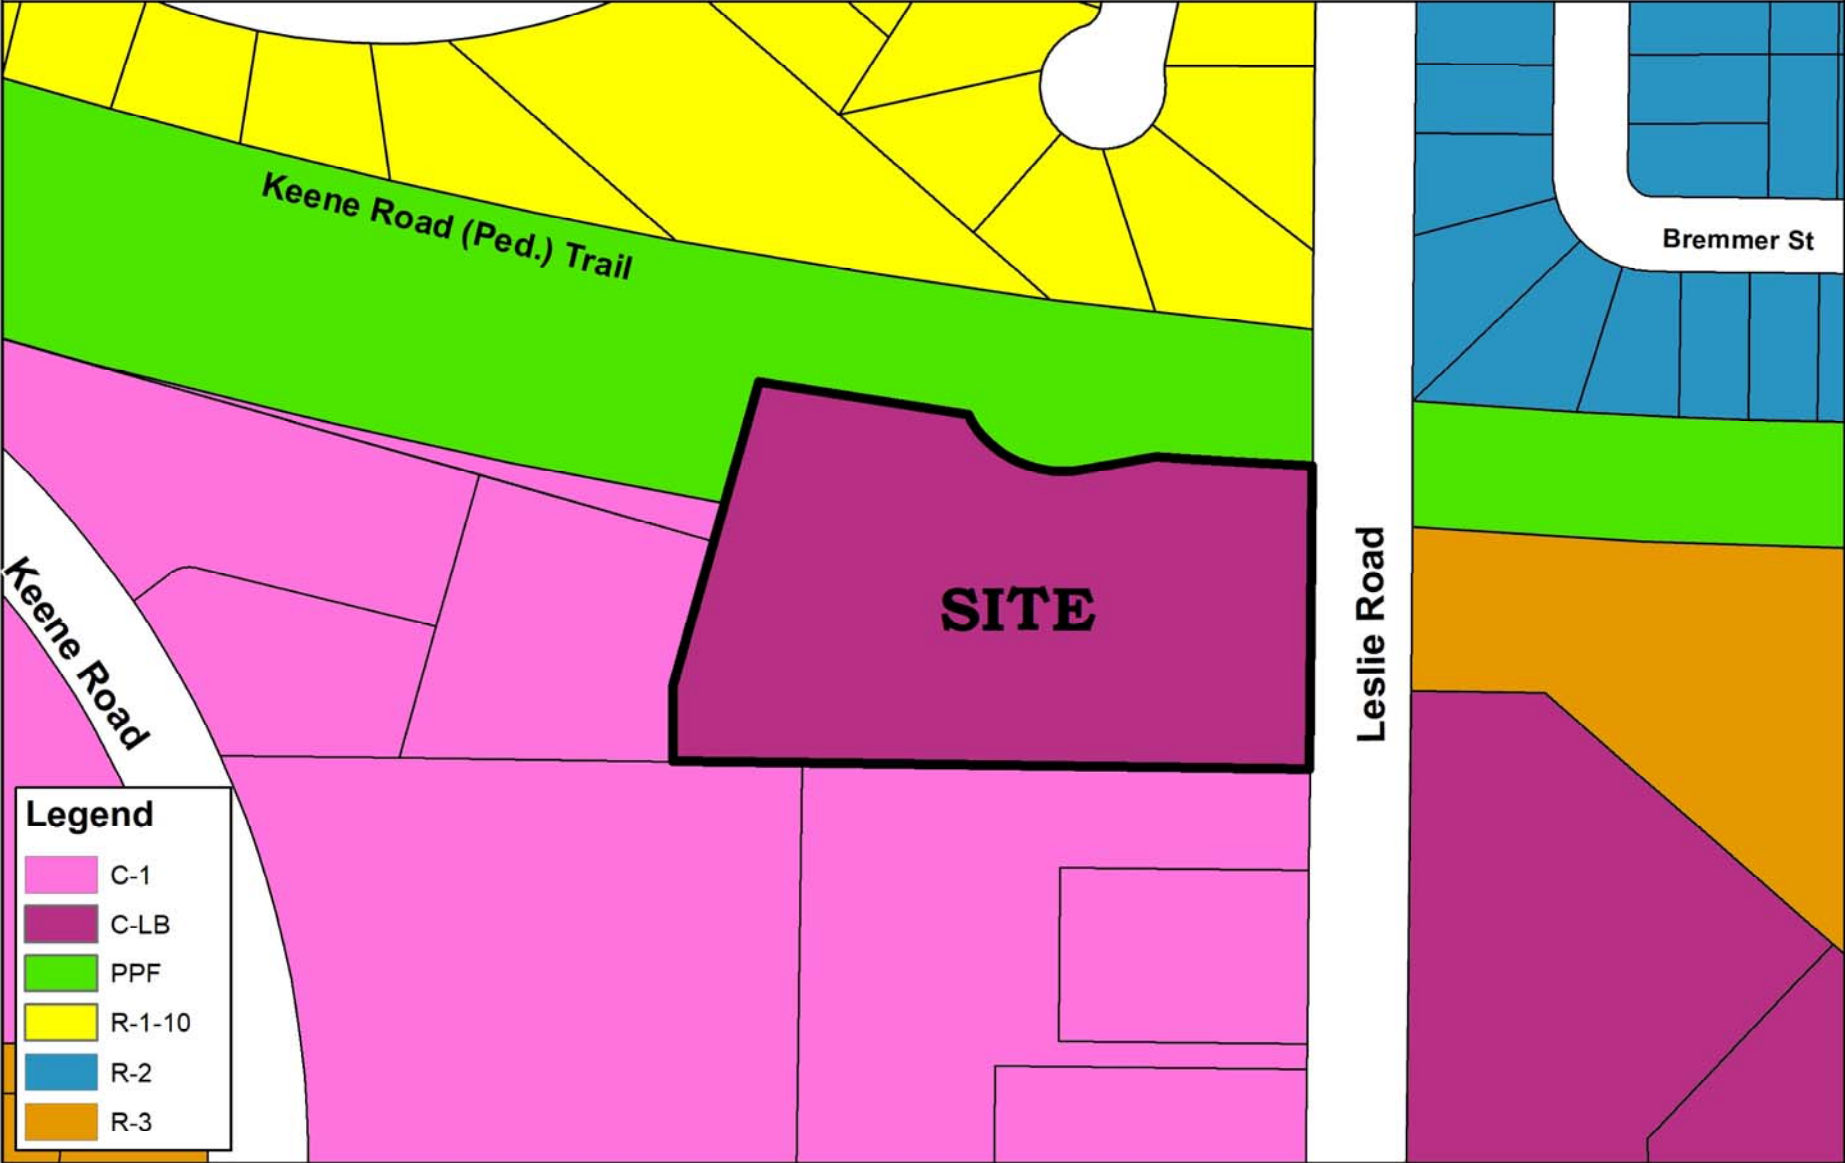 Keene Road (Ped.) Trail
Bremmer St
SITE
Leslie Road
Keene Road
Legend
C-1
C-LB
PPF
R-1-10
R-2
R-3